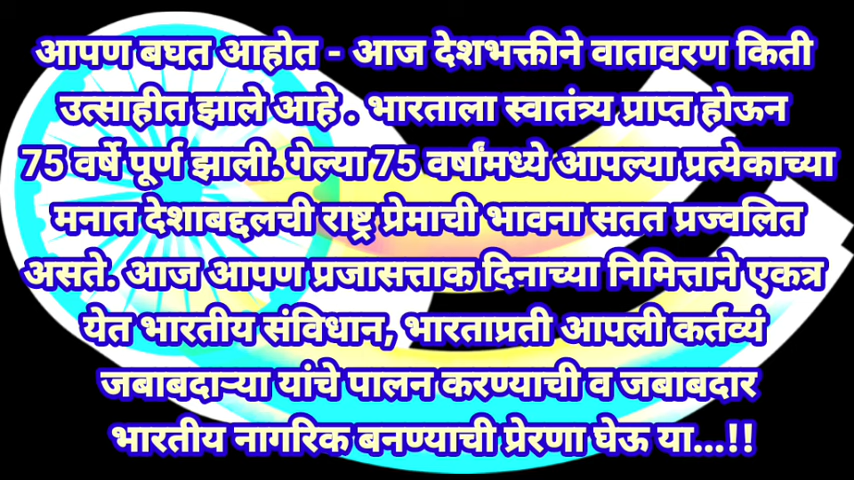 आपण बघत आहोत - आज देशभक्तीने वातावरण किती
उत्साहीत झाले आहे . भारताला स्वातंत्र्य प्राप्त होऊन
75 वर्षे पूर्ण झाली. गेल्या 75 वर्षांमध्ये आपल्या प्रत्येकाच्या
मनात देशाबद्दलची राष्ट्र प्रेमाची भावना सतत प्रज्वलित
असते. आज आपण प्रजासत्ताक दिनाच्या निमित्ताने एकत्र
येत भारतीय संविधान, भारताप्रती आपली कर्तव्यं
जबाबदाऱ्या यांचे पालन करण्याची व जबाबदार
भारतीय नागरिक बनण्याची प्रेरणा घेऊ या...!!